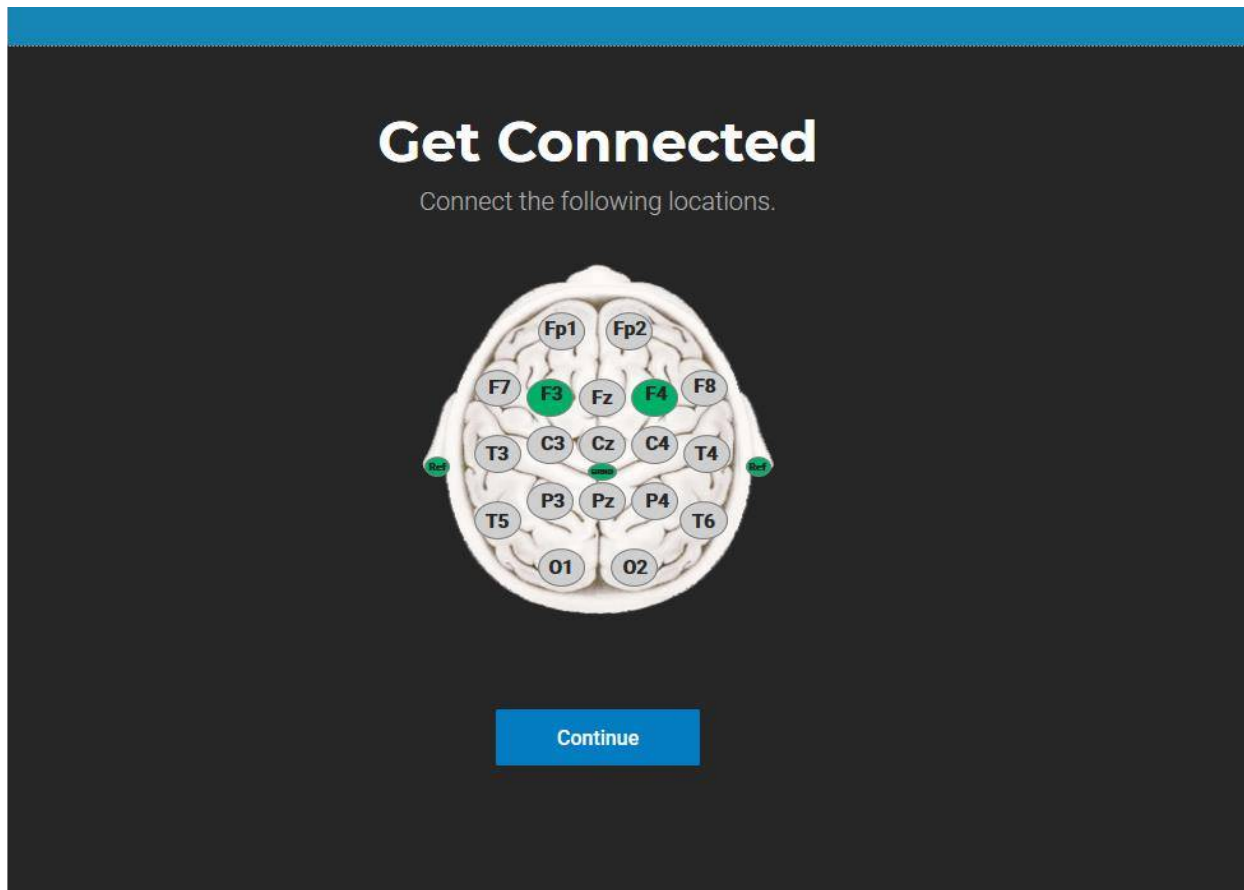 Get Connected
Connect the following locations.
Fp1 Fp2
F7 F3 Fz F4 F8
T3 C3 Cz C4 T4
Ref Ref
P3 Pz P4
T5 T6
O1 O2
Continue